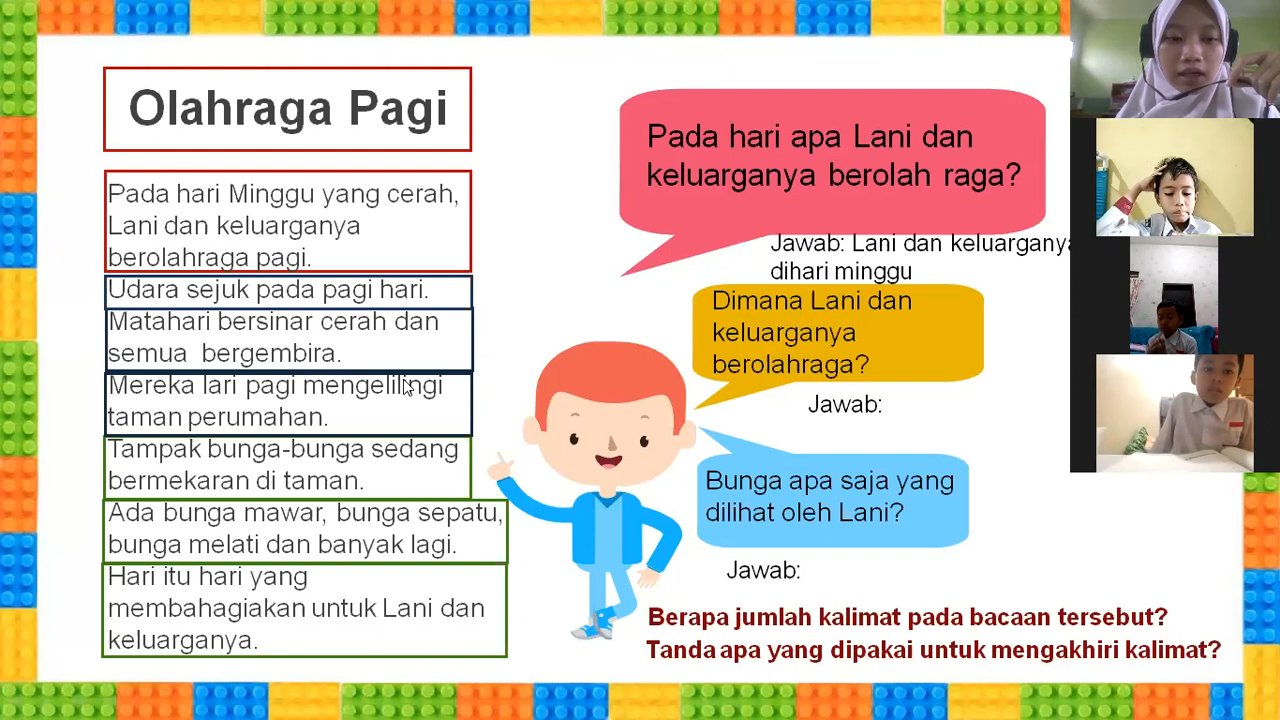 Olahraga Pagi
Pada hari Minggu yang cerah,
Lani dan keluarganya
berolahraga pagi.
Udara sejuk pada pagi hari.
Matahari bersinar cerah dan
semua bergembira.
Mereka lari pagi mengelilingi
taman perumahan.
Tampak bunga-bunga sedang
bermekaran di taman.
Ada bunga mawar, bunga sepatu,
bunga melati dan banyak lagi.
Hari itu hari yang
membahagiakan untuk Lani dan
keluarganya.
Pada hari apa Lani dan
keluarganya berolah raga?
Jawab: Lani dan keluarganya
dihari minggu
Dimana Lani dan
keluarganya
berolahraga?
Jawab:
Bunga apa saja yang
dilihat oleh Lani?
Jawab:
Berapa jumlah kalimat pada bacaan tersebut?
Tanda apa yang dipakai untuk mengakhiri kalimat?